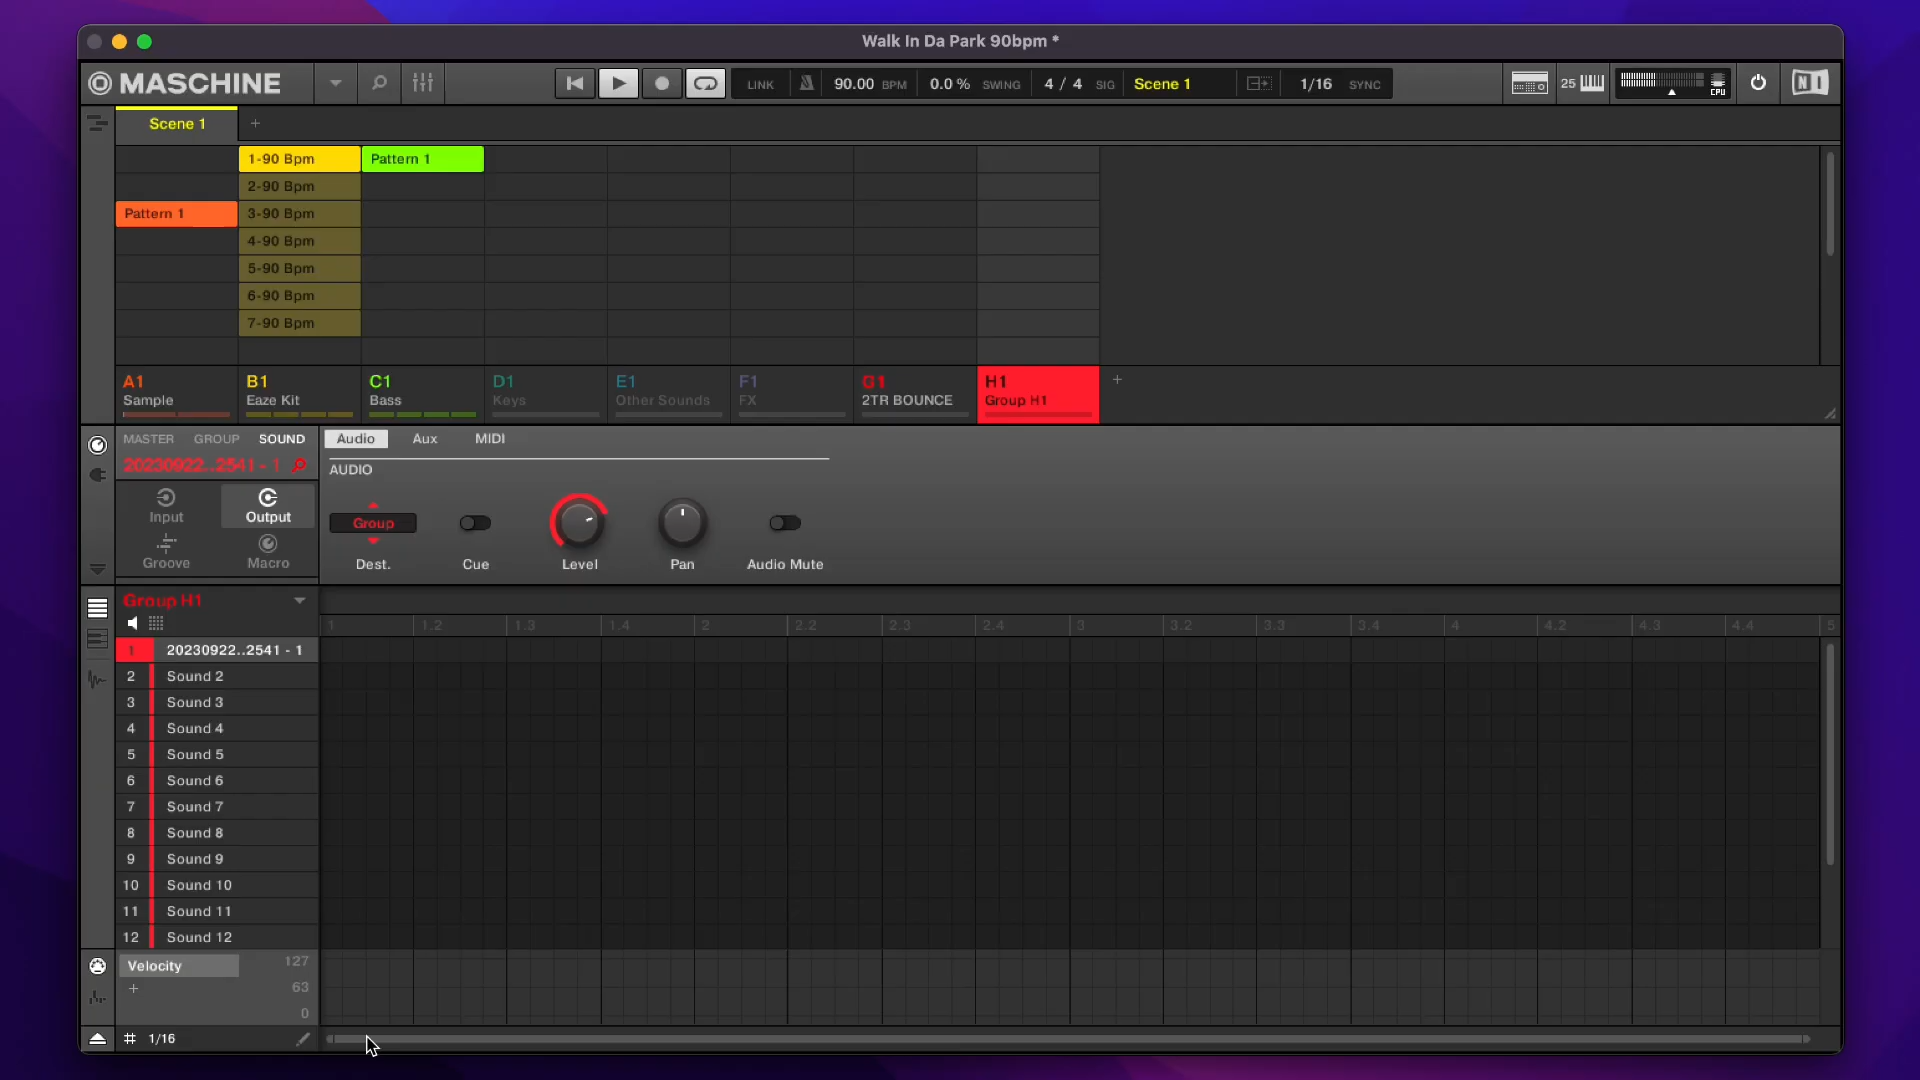 Walk In Da Park 90bpm *
MASCHINE LINK 90.00 BPM 0.0 % SWING 4 / 4 SIG Scene 1 1/16 SYNC 25 CPU NI
Scene 1 +
1-90 Bpm Pattern 1
2-90 Bpm
Pattern 1 3-90 Bpm
4-90 Bpm
5-90 Bpm
6-90 Bpm
7-90 Bpm
A1 B1 C1 D1 E1 F1 G1 H1 +
Sample Eaze Kit Bass Keys Other Sounds FX 2TR BOUNCE Group H1
MASTER GROUP SOUND Audio Aux MIDI
20230922..2541 - 1 AUDIO
Input Output Group
Groove Macro Dest. Cue Level Pan Audio Mute
Group H1
1 1.2 1.3 1.4 2 2.2 2.3 2.4 3 3.2 3.3 3.4 4 4.2 4.3 4.4 5
1 20230922..2541 - 1
2 Sound 2
3 Sound 3
4 Sound 4
5 Sound 5
6 Sound 6
7 Sound 7
8 Sound 8
9 Sound 9
10 Sound 10
11 Sound 11
12 Sound 12
Velocity 127
+ 63
0
1/16